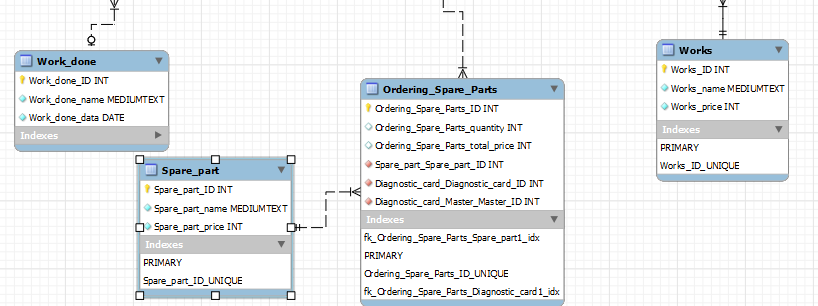 Work_done
Work_done_ID INT
Work_done_name MEDIUMTEXT
Work_done_data DATE
Indexes
Spare_part
Spare_part_ID INT
Spare_part_name MEDIUMTEXT
Spare_part_price INT
Indexes
PRIMARY
Spare_part_ID_UNIQUE
Ordering_Spare_Parts
Ordering_Spare_Parts_ID INT
Ordering_Spare_Parts_quantity INT
Ordering_Spare_Parts_total_price INT
Spare_part_Spare_part_ID INT
Diagnostic_card_Diagnostic_card_ID INT
Diagnostic_card_Master_Master_ID INT
Indexes
fk_Ordering_Spare_Parts_Spare_part1_idx
PRIMARY
Ordering_Spare_Parts_ID_UNIQUE
fk_Ordering_Spare_Parts_Diagnostic_card1_idx
Works
Works_ID INT
Works_name MEDIUMTEXT
Works_price INT
Indexes
PRIMARY
Works_ID_UNIQUE